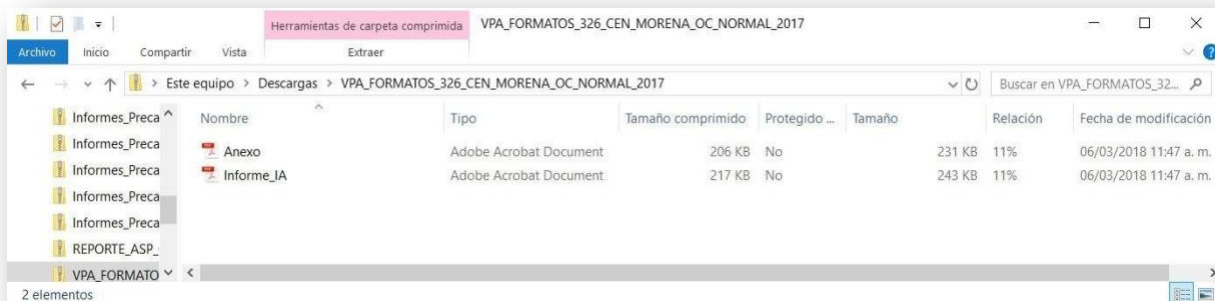 Herramientas de carpeta comprimida VPA_FORMATOS_326_CEN_MORENA_OC_NORMAL_2017
Archivo Inicio Compartir Vista Extraer
Este equipo > Descargas > VPA_FORMATOS_326_CEN_MORENA_OC_NORMAL_2017 Buscar en VPA_FORMATOS_32...
Informes_Preca
Informes_Preca
Informes_Preca
Informes_Preca
Informes_Preca
REPORTE_ASP_
VPA_FORMATO
Nombre Tipo Tamaño comprimido Protegido ... Tamaño Relación Fecha de modificación
Anexo Adobe Acrobat Document 206 KB No 231 KB 11% 06/03/2018 11:47 a. m.
Informe_IA Adobe Acrobat Document 217 KB No 243 KB 11% 06/03/2018 11:47 a. m.
2 elementos